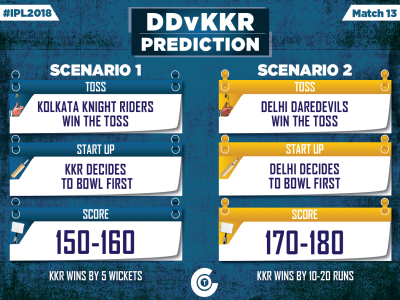 #IPL2018
DDvKKR
PREDICTION
Match 13
SCENARIO 1
TOSS
KOLKATA KNIGHT RIDERS
WIN THE TOSS
START UP
KKR DECIDES
TO BOWL FIRST
SCORE
150-160
KKR WINS BY 5 WICKETS
SCENARIO 2
TOSS
DELHI DAREDEVILS
WIN THE TOSS
START UP
DELHI DECIDES
TO BOWL FIRST
SCORE
170-180
KKR WINS BY 10-20 RUNS